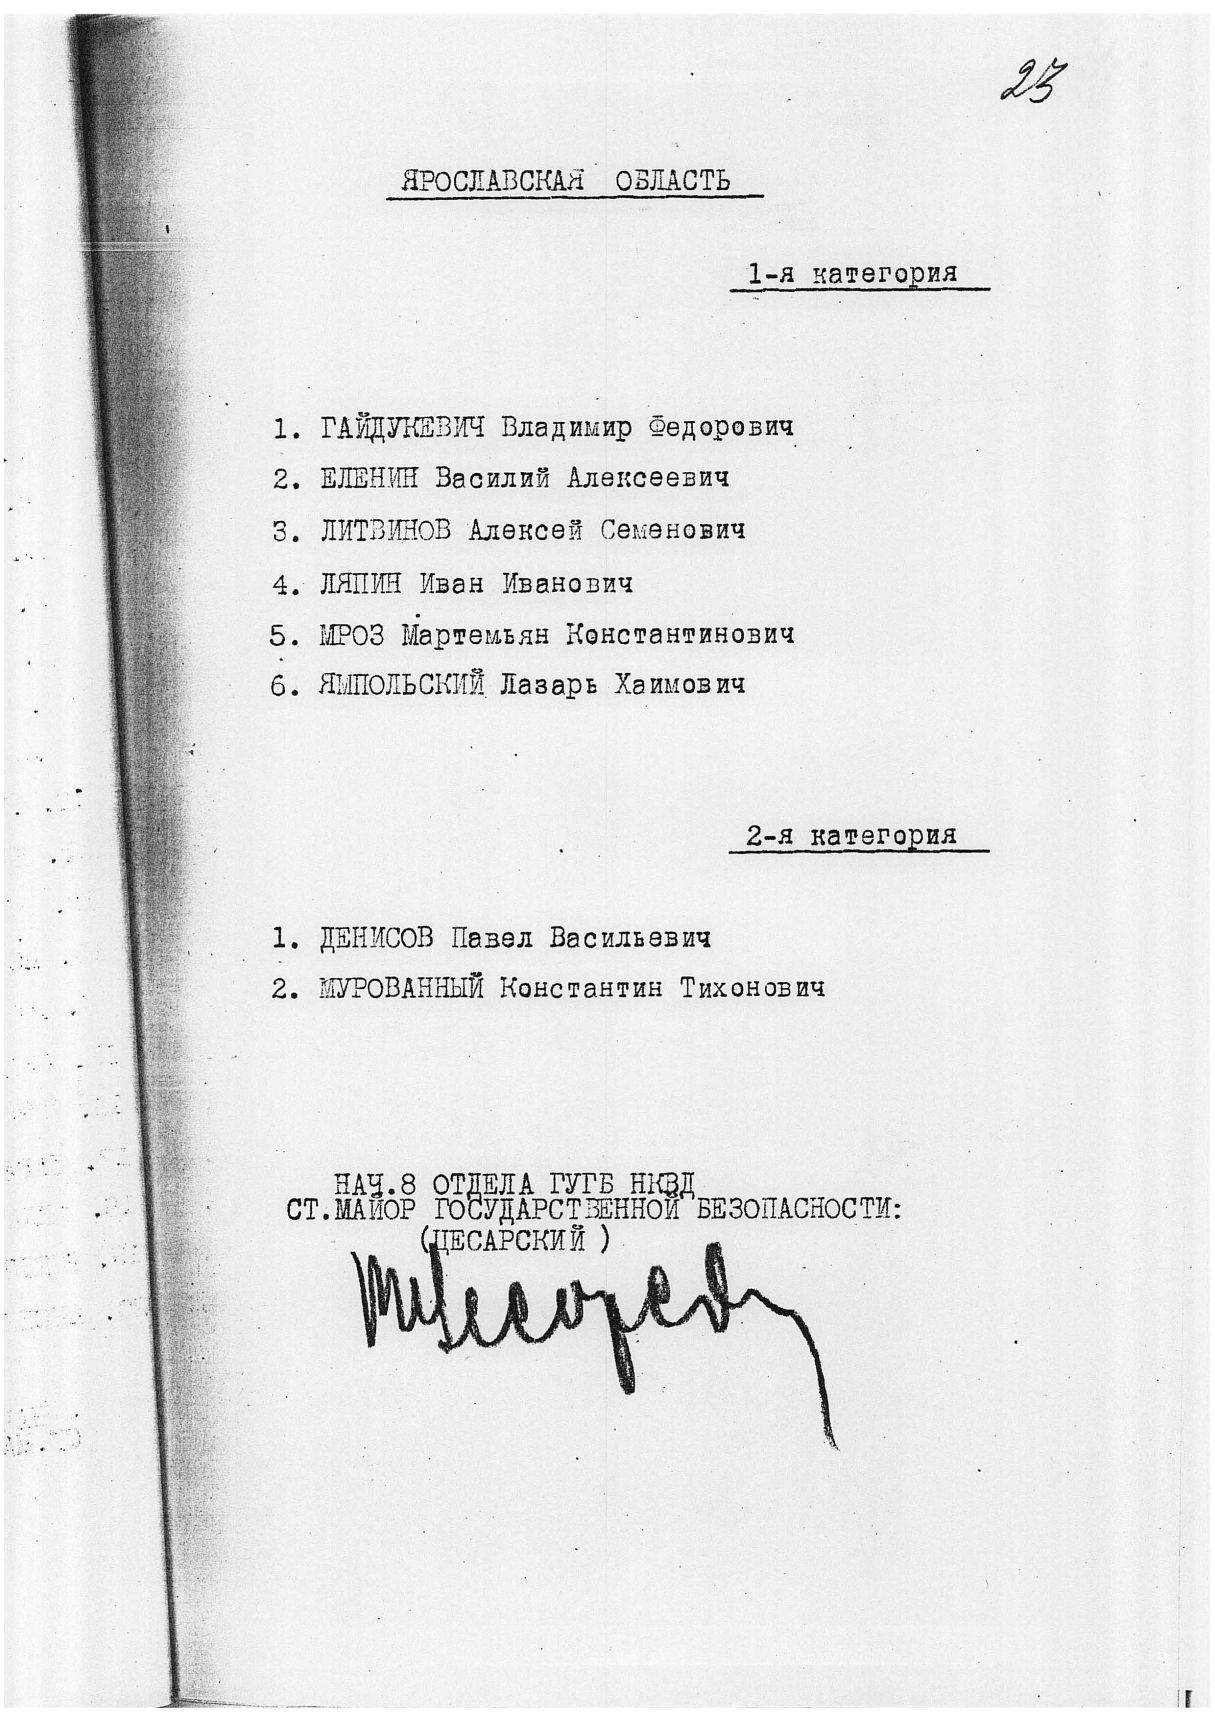 23
ЯРОСЛАВСКАЯ ОБЛАСТЬ
1-я категория
1. ГАЙДУКЕВИЧ Владимир Федорович
2. ЕЛЕНИН Василий Алексеевич
3. ЛИТВИНОВ Алексей Семенович
4. ЛЯПИН Иван Иванович
5. МРОЗ Мартемьян Константинович
6. ЯМПОЛЬСКИЙ Лазарь Хаимович
2-я категория
1. ДЕНИСОВ Павел Васильевич
2. МУРОВАННЫЙ Константин Тихонович
НАЧ.8 ОТДЕЛА ГУГБ НКВД
СТ.МАЙОР ГОСУДАРСТВЕННОЙ БЕЗОПАСНОСТИ:
(ЦЕСАРСКИЙ )